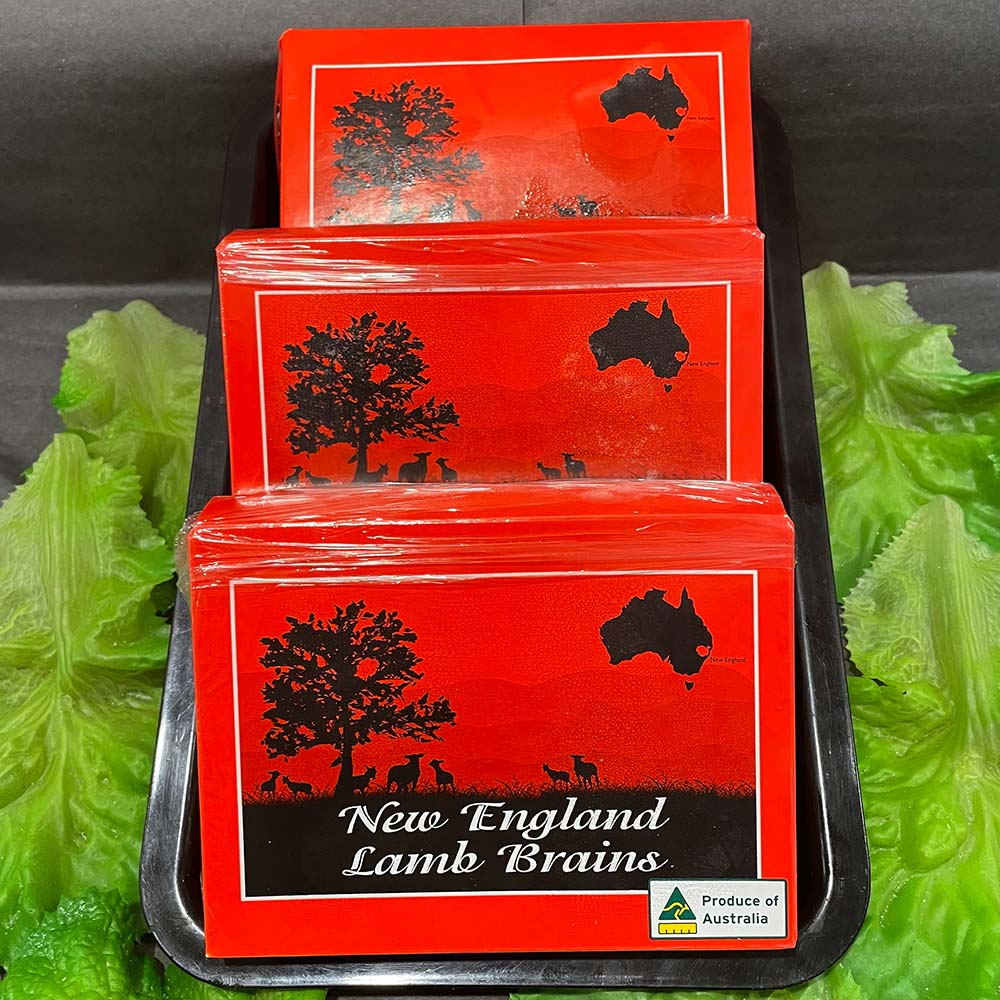 New England
New England
New England
New England
Lamb Brains
Produce of
Australia